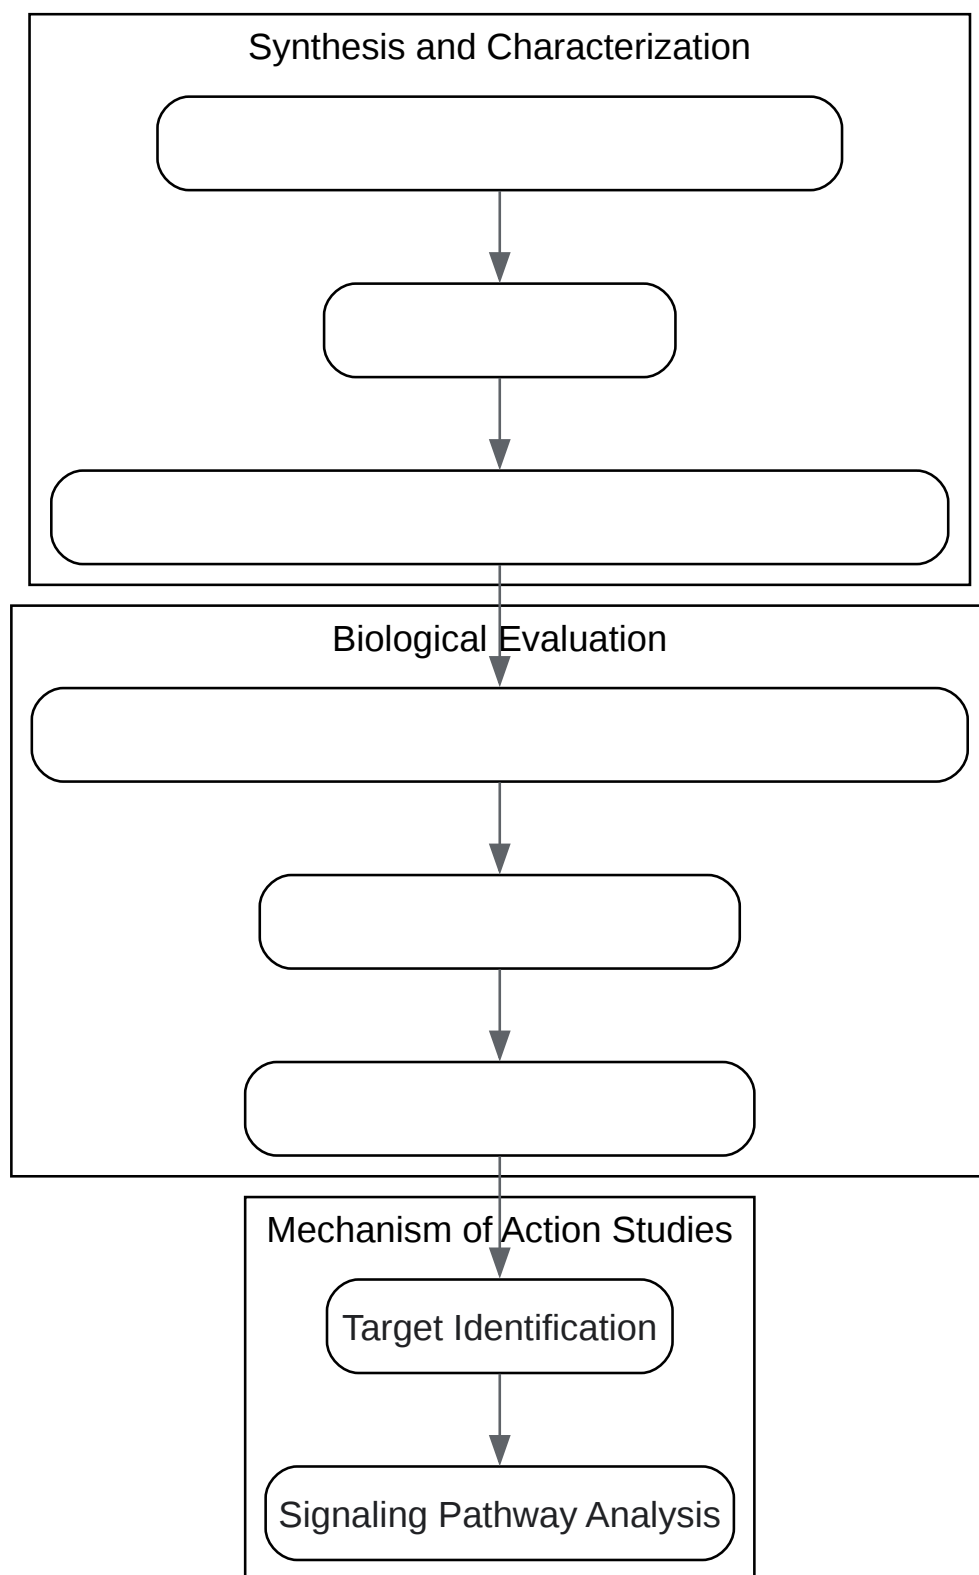 Synthesis and Characterization
Biological Evaluation
Mechanism of Action Studies
Target Identification
Signaling Pathway Analysis